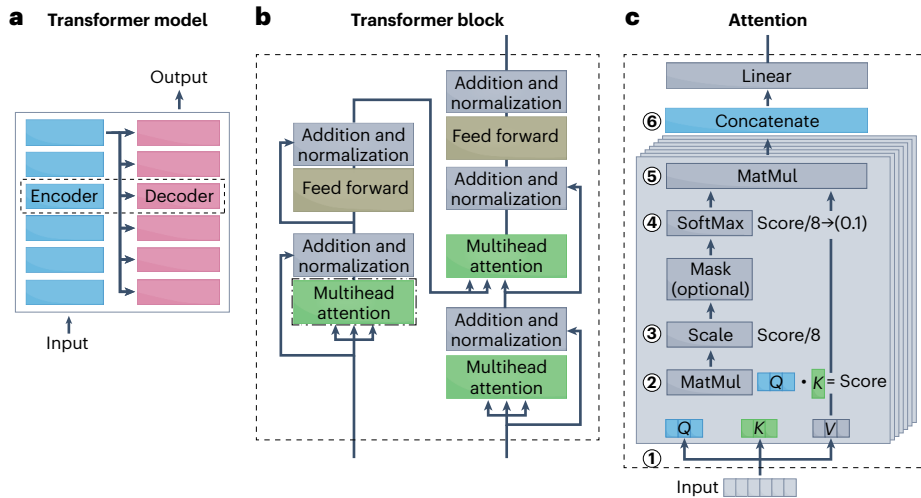 a Transformer model
Output
Encoder
Decoder
Input
b Transformer block
Addition and
normalization
Feed forward
Addition and
normalization
Multihead
attention
Addition and
normalization
Feed forward
Addition and
normalization
Multihead
attention
Addition and
normalization
Multihead
attention
c Attention
Linear
6 Concatenate
5 MatMul
4 SoftMax Score/8→(0.1)
Mask
(optional)
3 Scale Score/8
2 MatMul Q · K = Score
Q K V
1
Input